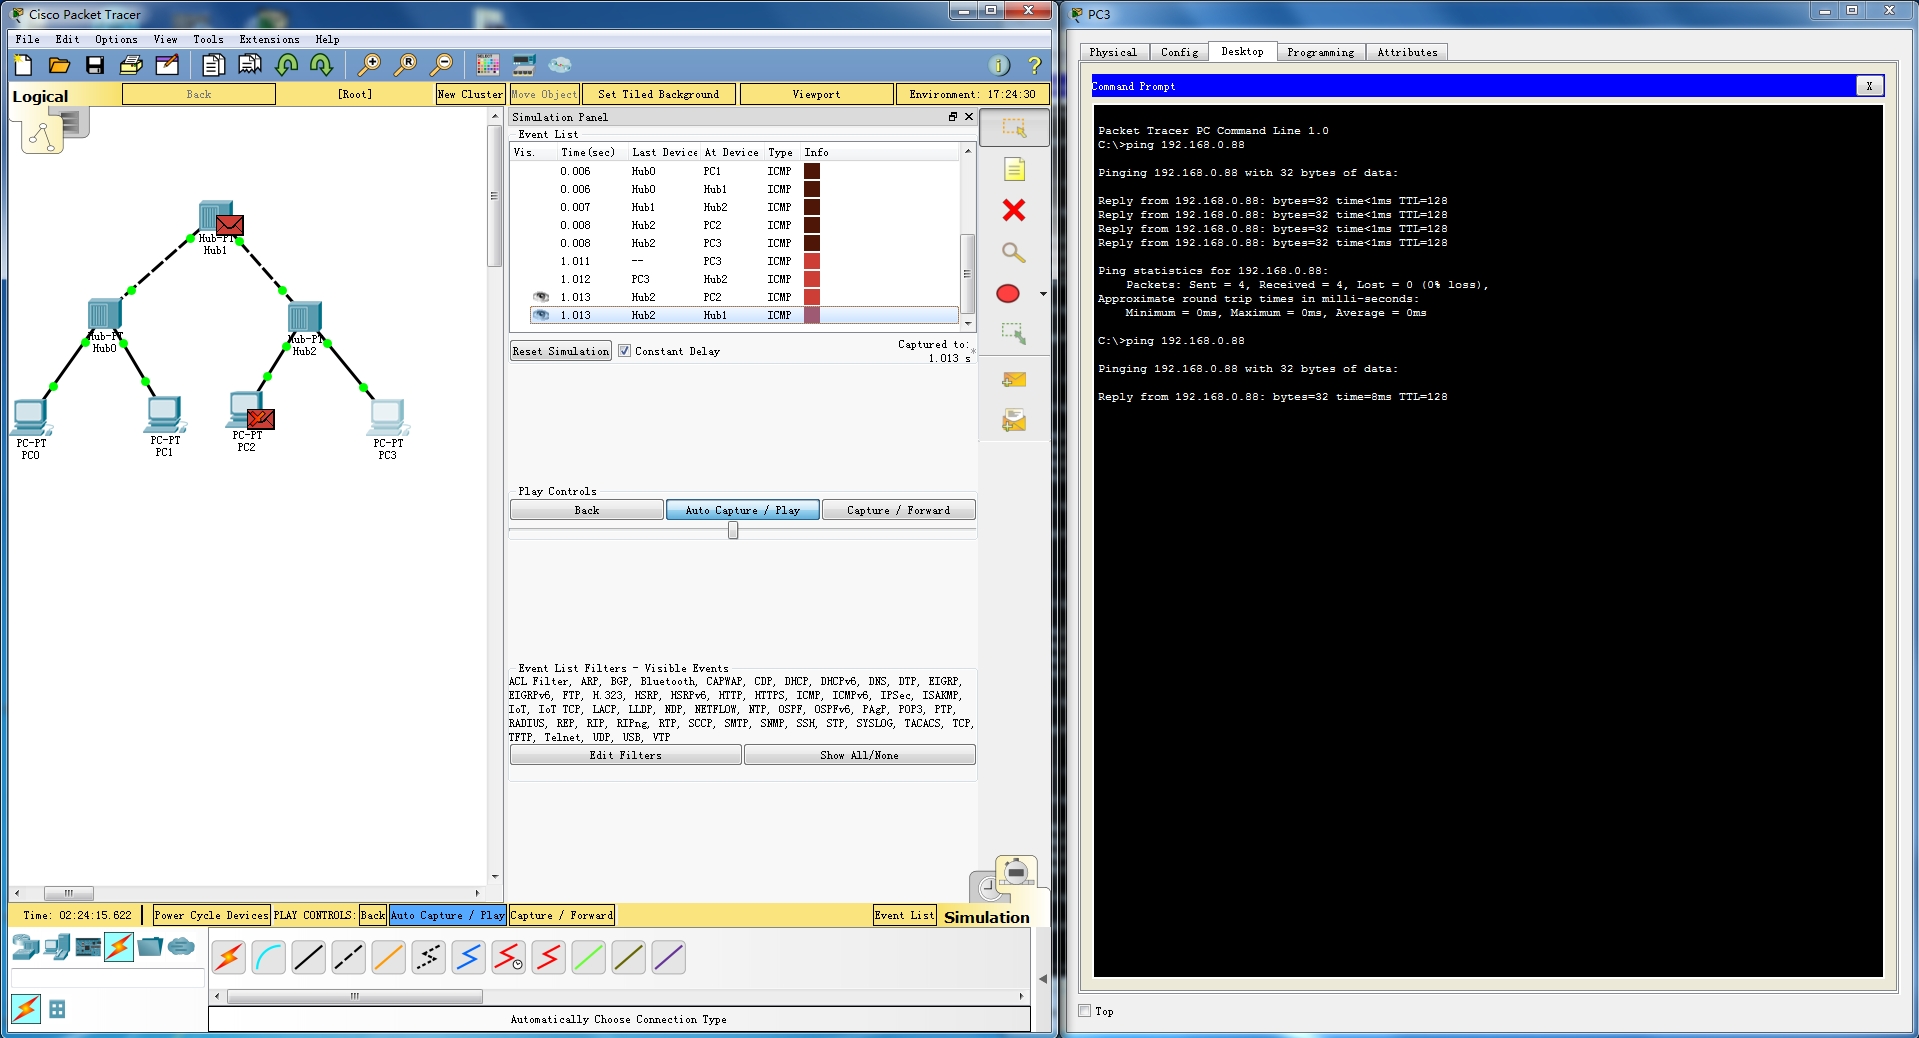 Cisco Packet Tracer
File Edit Options View Tools Extensions Help
Logical Back [Root] New Cluster Move Object Set Tiled Background Viewport Environment: 17:24:30
Hub-PT
Hub1
Hub-PT
Hub0
Hub-PT
Hub2
PC-PT
PC0
PC-PT
PC1
PC-PT
PC2
PC-PT
PC3
Simulation Panel
Event List
Vis. Time(sec) Last Device At Device Type Info
0.006 Hub0 PC1 ICMP
0.006 Hub0 Hub1 ICMP
0.007 Hub1 Hub2 ICMP
0.008 Hub2 PC2 ICMP
0.008 Hub2 PC3 ICMP
1.011 -- PC3 ICMP
1.012 PC3 Hub2 ICMP
1.013 Hub2 PC2 ICMP
1.013 Hub2 Hub1 ICMP
Reset Simulation Constant Delay Captured to:
1.013 s
Play Controls
Back Auto Capture / Play Capture / Forward
Event List Filters - Visible Events
ACL Filter, ARP, BGP, Bluetooth, CAPWAP, CDP, DHCP, DHCPv6, DNS, DTP, EIGRP,
EIGRPv6, FTP, H.323, HSRP, HSRPv6, HTTP, HTTPS, ICMP, ICMPv6, IPSec, ISAKMP,
IoT, IoT TCP, LACP, LLDP, NDP, NETFLOW, NTP, OSPF, OSPFv6, PAgP, POP3, PTP,
RADIUS, REP, RIP, RIPng, RTP, SCCP, SMTP, SNMP, SSH, STP, SYSLOG, TACACS, TCP,
TFTP, Telnet, UDP, USB, VTP
Edit Filters Show All/None
Time: 02:24:15.622 Power Cycle Devices PLAY CONTROLS: Back Auto Capture / Play Capture / Forward Event List Simulation
Automatically Choose Connection Type
PC3
Physical Config Desktop Programming Attributes
Command Prompt X
Packet Tracer PC Command Line 1.0
C:\>ping 192.168.0.88
Pinging 192.168.0.88 with 32 bytes of data:
Reply from 192.168.0.88: bytes=32 time<1ms TTL=128
Reply from 192.168.0.88: bytes=32 time<1ms TTL=128
Reply from 192.168.0.88: bytes=32 time<1ms TTL=128
Reply from 192.168.0.88: bytes=32 time<1ms TTL=128
Ping statistics for 192.168.0.88:
Packets: Sent = 4, Received = 4, Lost = 0 (0% loss),
Approximate round trip times in milli-seconds:
Minimum = 0ms, Maximum = 0ms, Average = 0ms
C:\>ping 192.168.0.88
Pinging 192.168.0.88 with 32 bytes of data:
Reply from 192.168.0.88: bytes=32 time=8ms TTL=128
Top